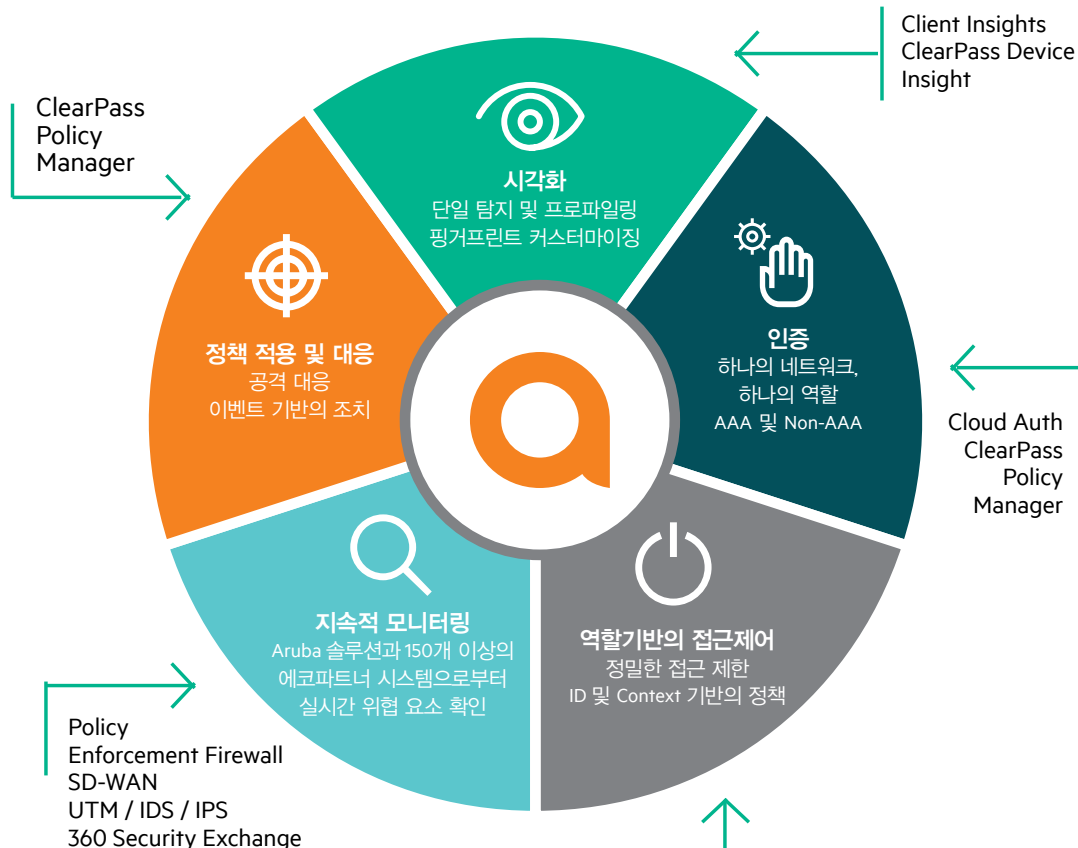 Client Insights
ClearPass Device
Insight
ClearPass
Policy
Manager
시각화
단일 탐지 및 프로파일링
핑거프린트 커스터마이징
인증
하나의 네트워크,
하나의 역할
AAA 및 Non-AAA
정책 적용 및 대응
공격 대응
이벤트 기반의 조치
Cloud Auth
ClearPass
Policy
Manager
지속적 모니터링
Aruba 솔루션과 150개 이상의
에코파트너 시스템으로부터
실시간 위협 요소 확인
역할기반의 접근제어
정밀한 접근 제한
ID 및 Context 기반의 정책
Policy
Enforcement Firewall
SD-WAN
UTM / IDS / IPS
360 Security Exchange